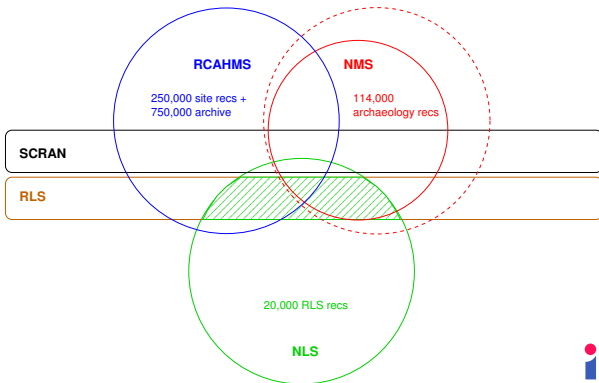 RCAHMS
250,000 site recs +
750,000 archive
NMS
114,000
archaeology recs
SCRAN
RLS
20,000 RLS recs
NLS